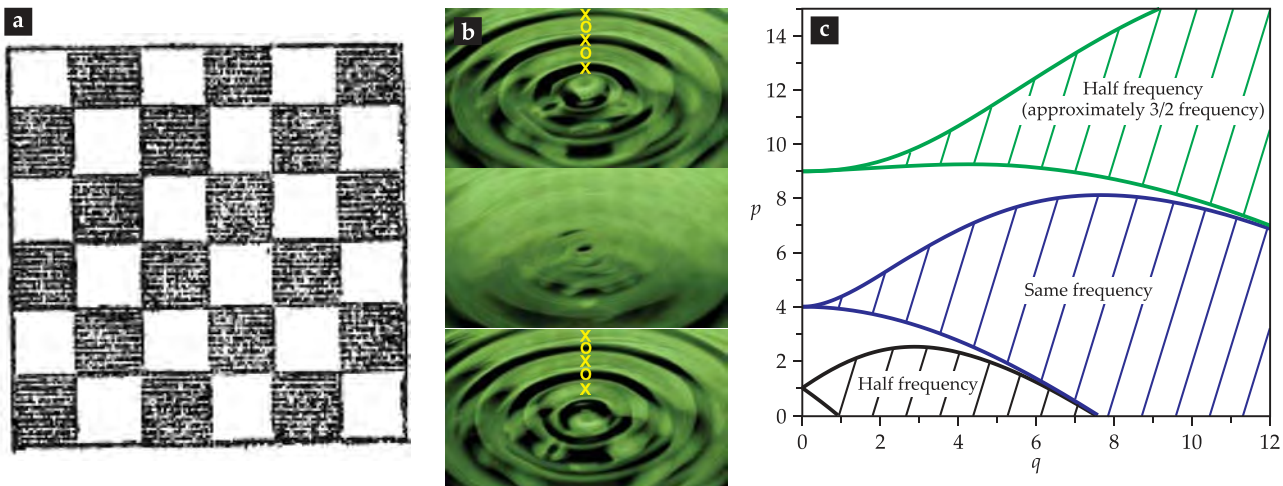 a
b
X
O
X
O
X
X
O
X
O
X
c
14
12
10
8
6
4
2
0
p
0
2
4
6
8
10
12
q
Half frequency
(approximately 3/2 frequency)
Same frequency
Half frequency